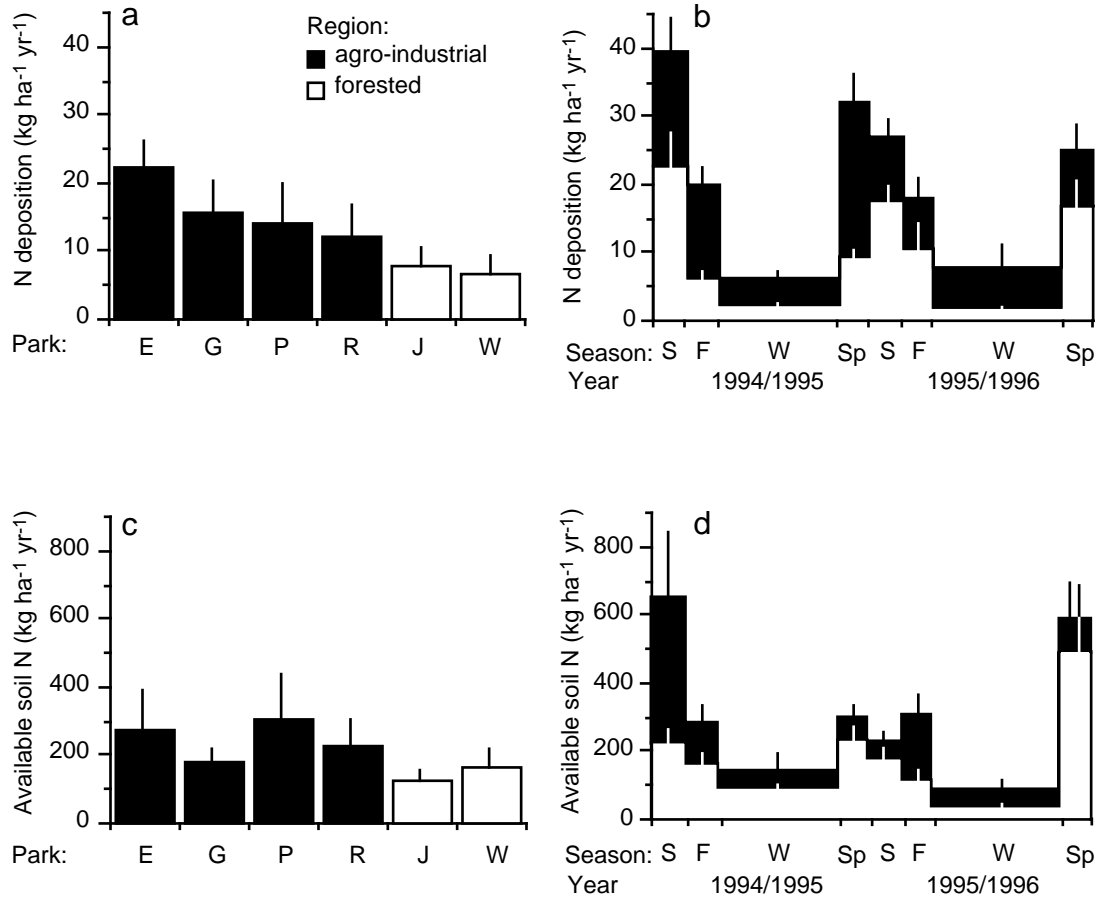 a
Region:
agro-industrial
forested
N deposition (kg ha-1 yr-1)
40
30
20
10
0
Park: E G P R J W
b
N deposition (kg ha-1 yr-1)
40
30
20
10
0
Season: S F W Sp S F W Sp
Year 1994/1995 1995/1996
c
Available soil N (kg ha-1 yr-1)
800
600
400
200
0
Park: E G P R J W
d
Available soil N (kg ha-1 yr-1)
800
600
400
200
0
Season: S F W Sp S F W Sp
Year 1994/1995 1995/1996